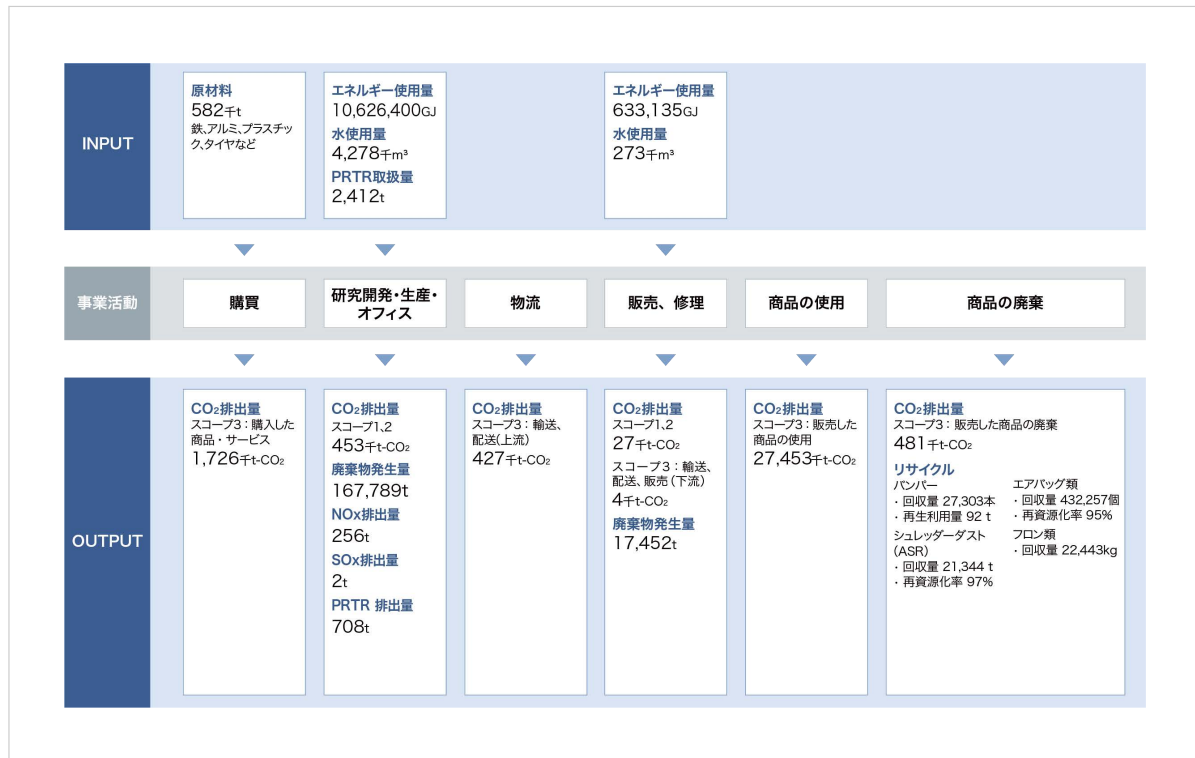 INPUT
原材料
582千t
鉄、アルミ、プラスチッ
ク、タイヤなど
エネルギー使用量
10,626,400GJ
水使用量
4,278千m³
PRTR取扱量
2,412t
エネルギー使用量
633,135GJ
水使用量
273千m³
事業活動
購買
研究開発・生産・
オフィス
物流
販売、修理
商品の使用
商品の廃棄
OUTPUT
CO₂排出量
スコープ3：購入した
商品・サービス
1,726千t-CO₂
CO₂排出量
スコープ1,2
453千t-CO₂
廃棄物発生量
167,789t
NOx排出量
256t
SOx排出量
2t
PRTR 排出量
708t
CO₂排出量
スコープ3：輸送、
配送(上流)
427千t-CO₂
CO₂排出量
スコープ1,2
27千t-CO₂
スコープ3：輸送、
配送、販売（下流）
4千t-CO₂
廃棄物発生量
17,452t
CO₂排出量
スコープ3：販売した
商品の使用
27,453千t-CO₂
CO₂排出量
スコープ3：販売した商品の廃棄
481千t-CO₂
リサイクル
バンパー
・回収量 27,303本
・再生利用量 92 t
シュレッダーダスト
(ASR)
・回収量 21,344 t
・再資源化率 97%
エアバッグ類
・回収量 432,257個
・再資源化率 95%
フロン類
・回収量 22,443kg